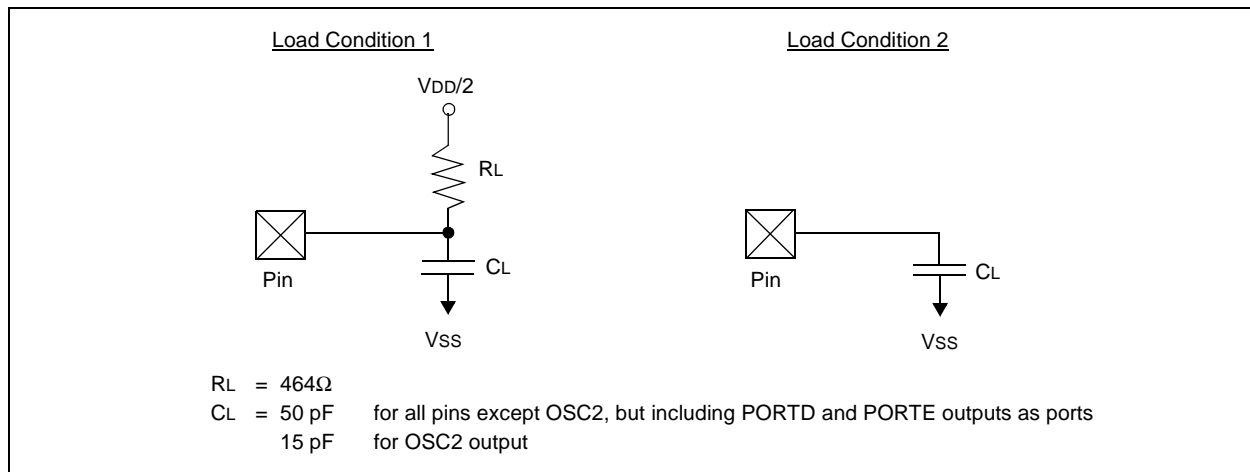 Load Condition 1
Load Condition 2
VDD/2
RL
Pin
CL
VSS
Pin
CL
VSS
RL = 464Ω
CL = 50 pF for all pins except OSC2, but including PORTD and PORTE outputs as ports
15 pF for OSC2 output